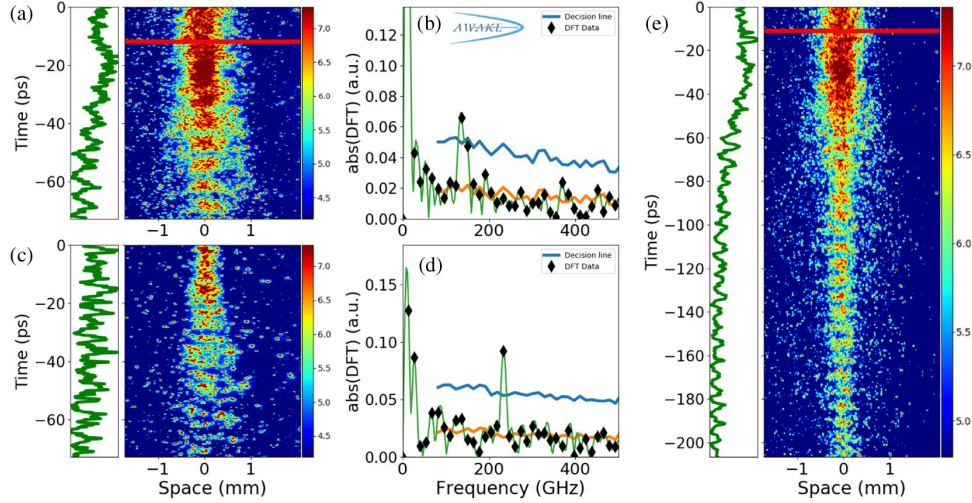 (a)
0
−20
−40
−60
Time (ps)
−1 0 1
7.0
6.5
6.0
5.5
5.0
4.5
(b)
AWAKE
Decision line
DFT Data
0.12
0.10
0.08
0.06
0.04
0.02
0.00
abs(DFT) (a.u.)
0 200 400
(c)
0
−20
−40
−60
Time (ps)
−1 0 1
Space (mm)
7.0
6.5
6.0
5.5
5.0
4.5
(d)
Decision line
DFT Data
0.15
0.10
0.05
0.00
abs(DFT) (a.u.)
0 200 400
Frequency (GHz)
(e)
0
−20
−40
−60
−80
−100
−120
−140
−160
−180
−200
Time (ps)
−1 0 1
Space (mm)
7.0
6.5
6.0
5.5
5.0